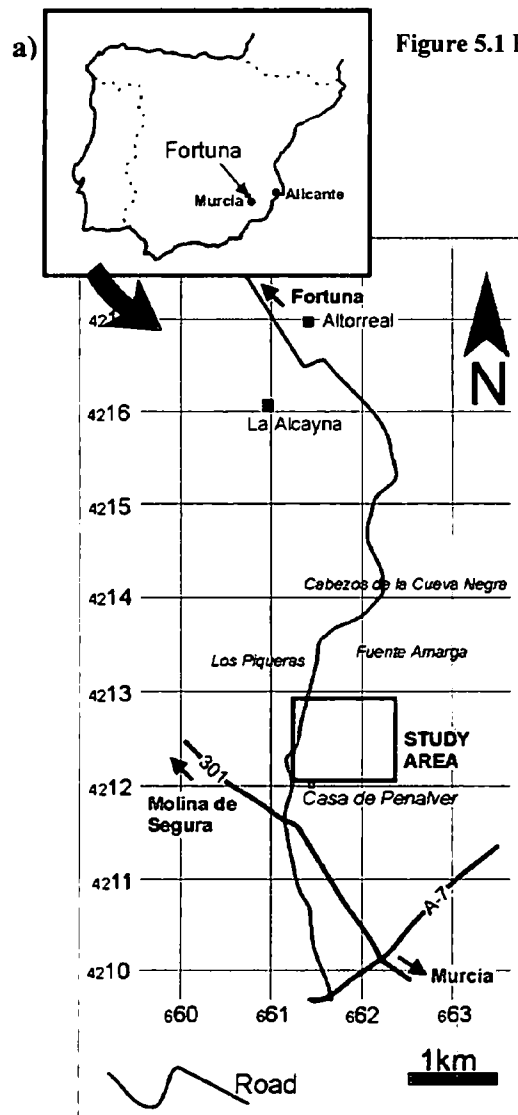 a)
Figure 5.1
Fortuna
Murcia
Alicante
Fortuna
Altorreal
N
4216
La Alcayna
4215
4214
Cabezos de la Cueva Negra
Los Piqueras
Fuente Amarga
4213
STUDY
AREA
301
4212
Casa de Penalver
Molina de
Segura
4211
A-7
4210
Murcia
660
661
662
663
1km
Road